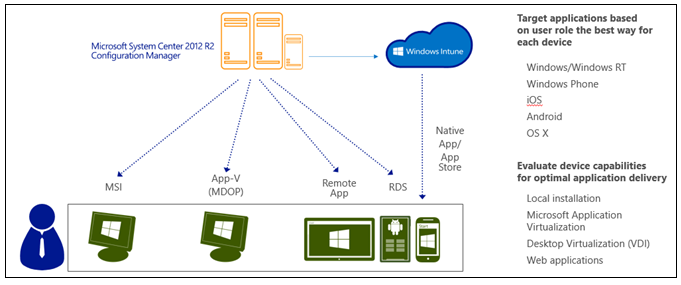 Microsoft System Center 2012 R2
Configuration Manager
Windows Intune
Native
App/
App
Store
MSI
App-V
(MDOP)
Remote
App
RDS
Start
Target applications based
on user role the best way for
each device
Windows/Windows RT
Windows Phone
iOS
Android
OS X
Evaluate device capabilities
for optimal application delivery
Local installation
Microsoft Application
Virtualization
Desktop Virtualization (VDI)
Web applications